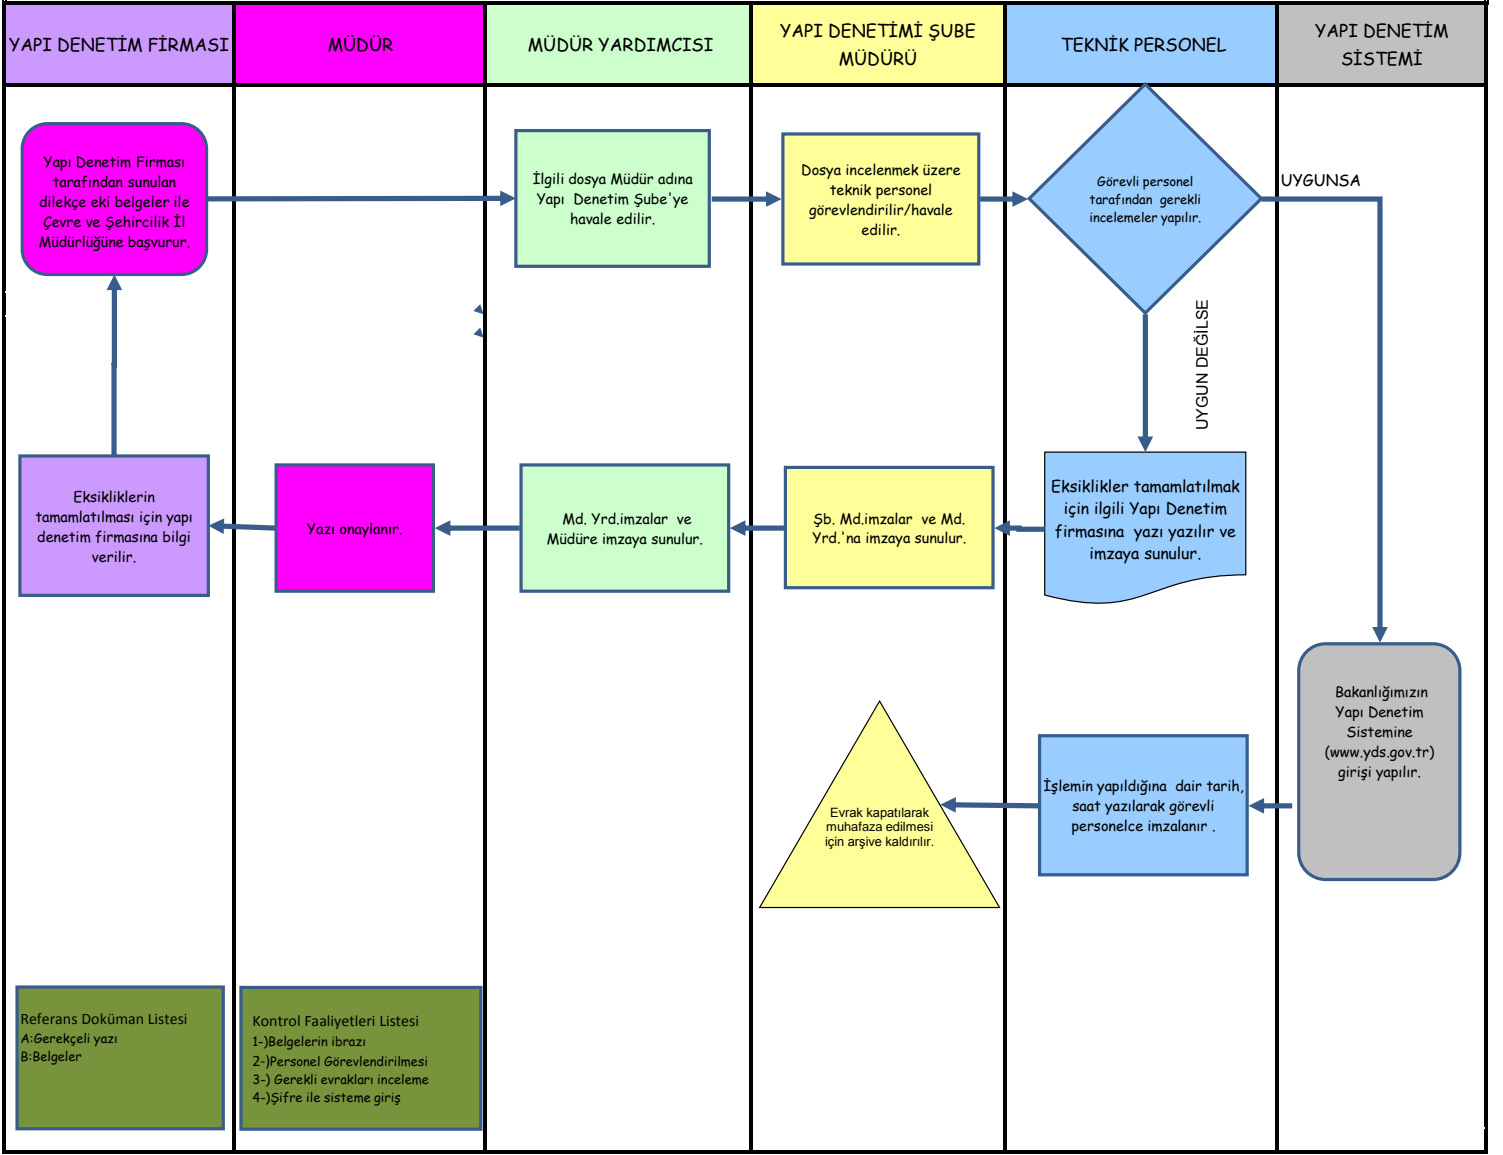 YAPI DENETİM FİRMASI
MÜDÜR
MÜDÜR YARDIMCISI
YAPI DENETİMİ ŞUBE
MÜDÜRÜ
TEKNİK PERSONEL
YAPI DENETİM
SİSTEMİ
Yapı Denetim Firması
tarafından sunulan
dilekçe eki belgeler ile
Çevre ve Şehircilik İl
Müdürlüğüne başvurur.
İlgili dosya Müdür adına
Yapı Denetim Şube'ye
havale edilir.
Dosya incelenmek üzere
teknik personel
görevlendirilir/havale
edilir.
Görevli personel
tarafından gerekli
incelemeler yapılır.
UYGUNSA
UYGUN DEĞİLSE
Eksikliklerin
tamamlatılması için yapı
denetim firmasına bilgi
verilir.
Yazı onaylanır.
Md. Yrd.imzalar ve
Müdüre imzaya sunulur.
Şb. Md.imzalar ve Md.
Yrd.'na imzaya sunulur.
Eksiklikler tamamlatılmak
için ilgili Yapı Denetim
firmasına yazı yazılır ve
imzaya sunulur.
Bakanlığımızın
Yapı Denetim
Sistemine
(www.yds.gov.tr)
girişi yapılır.
İşlemin yapıldığına dair tarih,
saat yazılarak görevli
personelce imzalanır .
Evrak kapatılarak
muhafaza edilmesi
için arşive kaldırılır.
Referans Doküman Listesi
A:Gerekçeli yazı
B:Belgeler
Kontrol Faaliyetleri Listesi
1-)Belgelerin ibrazı
2-)Personel Görevlendirilmesi
3-) Gerekli evrakları inceleme
4-)Şifre ile sisteme giriş